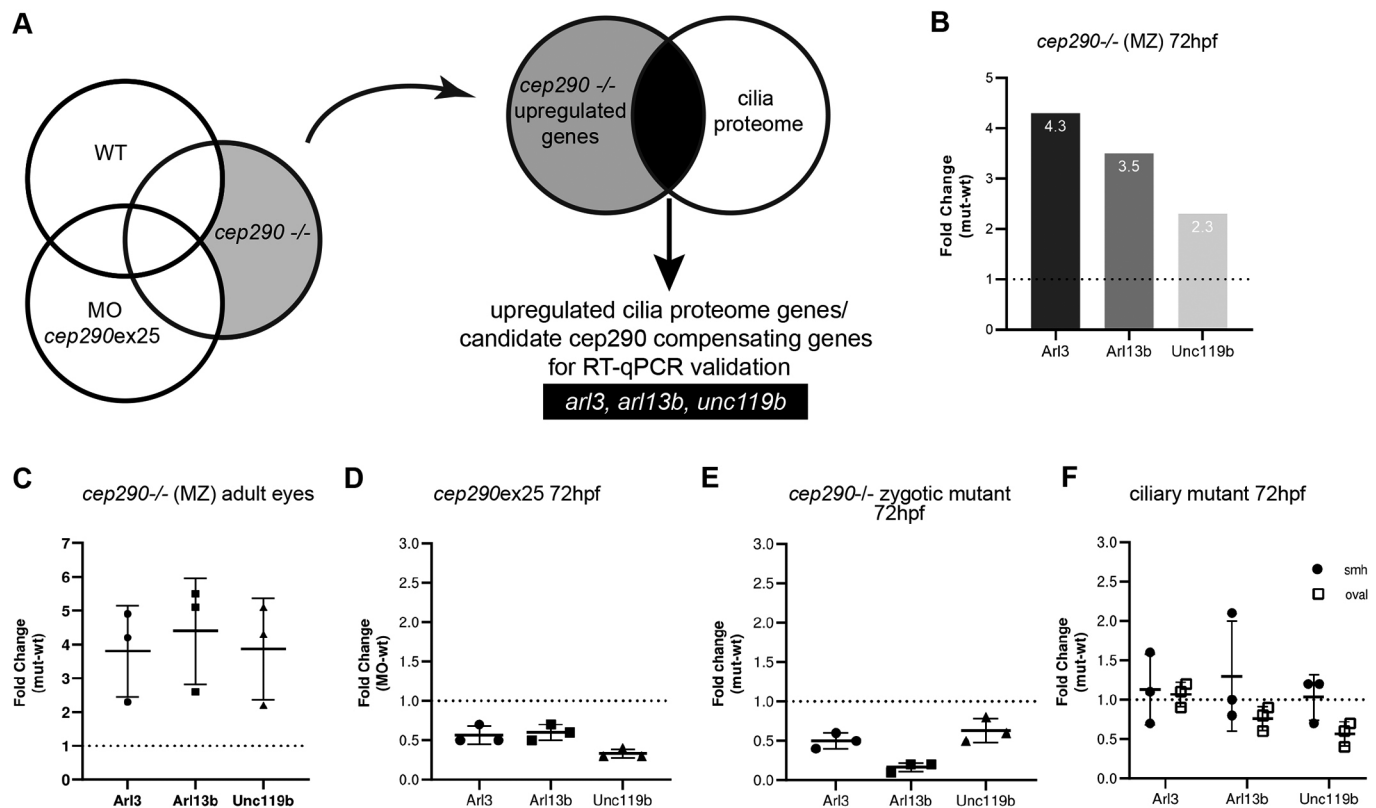 A
WT
cep290 -/-
MO
cep290ex25
cep290 -/-
upregulated
genes
cilia
proteome
upregulated cilia proteome genes/
candidate cep290 compensating genes
for RT-qPCR validation
arl3, arl13b, unc119b
B
cep290-/- (MZ) 72hpf
Fold Change
(mut-wt)
5
4
3
2
1
0
4.3
3.5
2.3
Arl3
Arl13b
Unc119b
C
cep290-/- (MZ) adult eyes
Fold Change
(mut-wt)
7
6
5
4
3
2
1
0
Arl3
Arl13b
Unc119b
D
cep290ex25 72hpf
Fold Change
(MO-wt)
3.0
2.5
2.0
1.5
1.0
0.5
0.0
Arl3
Arl13b
Unc119b
E
cep290-/- zygotic mutant
72hpf
Fold Change
(mut-wt)
3.0
2.5
2.0
1.5
1.0
0.5
0.0
Arl3
Arl13b
Unc119b
F
ciliary mutant 72hpf
Fold Change
(mut-wt)
3.0
2.5
2.0
1.5
1.0
0.5
0.0
smh
oval
Arl3
Arl13b
Unc119b